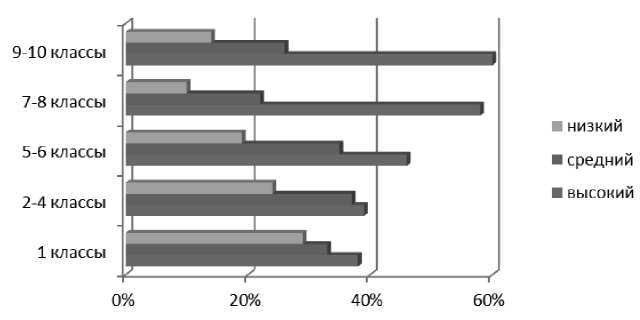 9-10 классы
7-8 классы
5-6 классы
2-4 классы
1 классы
0% 20% 40% 60%
низкий
средний
высокий